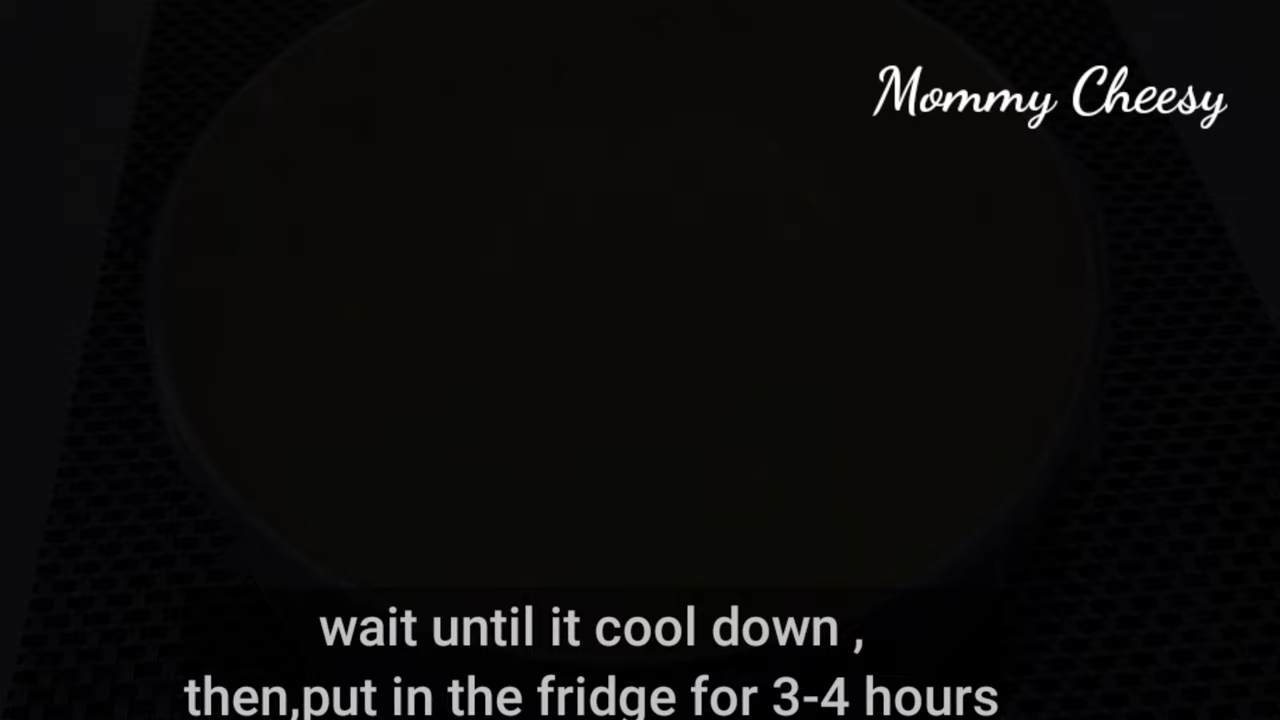 Mommy Cheesy
wait until it cool down ,
then,put in the fridge for 3-4 hours